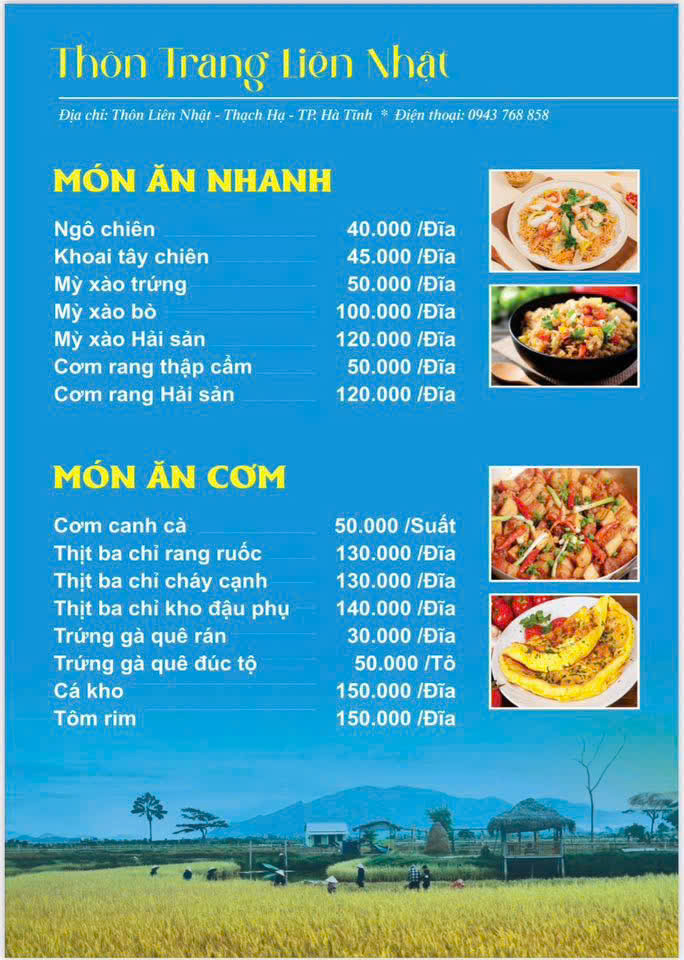 Thôn Trang Liên Nhật
Địa chỉ: Thôn Liên Nhật - Thạch Hạ - TP. Hà Tĩnh * Điện thoại: 0943 768 858
MÓN ĂN NHANH
Ngô chiên 40.000 /Đĩa
Khoai tây chiên 45.000 /Đĩa
Mỳ xào trứng 50.000 /Đĩa
Mỳ xào bò 100.000 /Đĩa
Mỳ xào Hải sản 120.000 /Đĩa
Cơm rang thập cẩm 50.000 /Đĩa
Cơm rang Hải sản 120.000 /Đĩa
MÓN ĂN CƠM
Cơm canh cà 50.000 /Suất
Thịt ba chỉ rang ruốc 130.000 /Đĩa
Thịt ba chỉ cháy cạnh 130.000 /Đĩa
Thịt ba chỉ kho đậu phụ 140.000 /Đĩa
Trứng gà quê rán 30.000 /Đĩa
Trứng gà quê đúc tộ 50.000 /Tô
Cá kho 150.000 /Đĩa
Tôm rim 150.000 /Đĩa